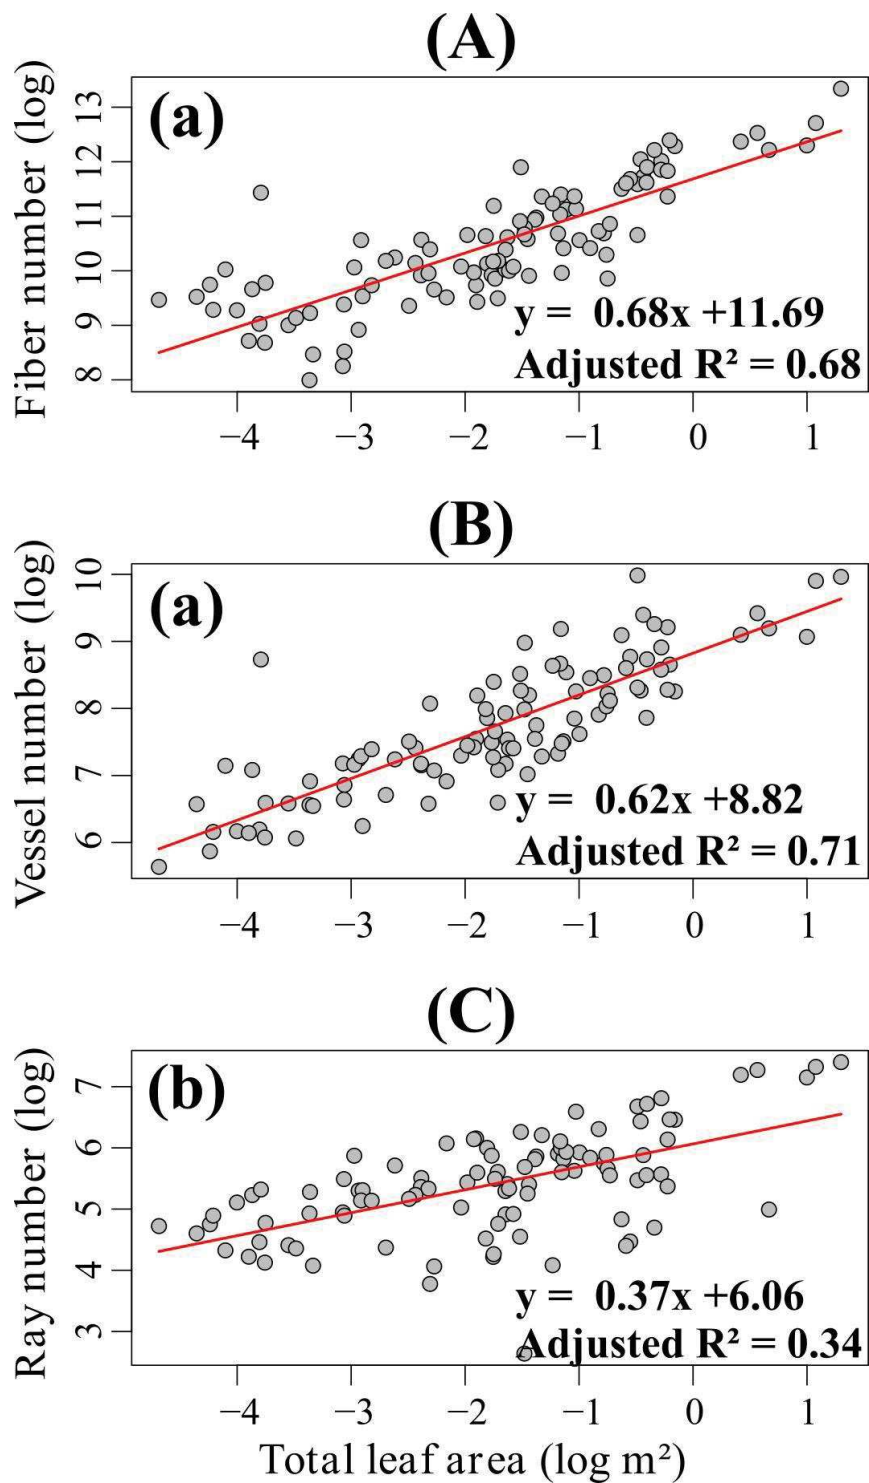 (A)
(a)
Fiber number (log)
13
12
11
10
9
8
y = 0.68x +11.69
Adjusted R² = 0.68
−4 −3 −2 −1 0 1
(B)
(a)
Vessel number (log)
10
9
8
7
6
y = 0.62x +8.82
Adjusted R² = 0.71
−4 −3 −2 −1 0 1
(C)
(b)
Ray number (log)
7
6
5
4
3
y = 0.37x +6.06
Adjusted R² = 0.34
−4 −3 −2 −1 0 1
Total leaf area (log m²)